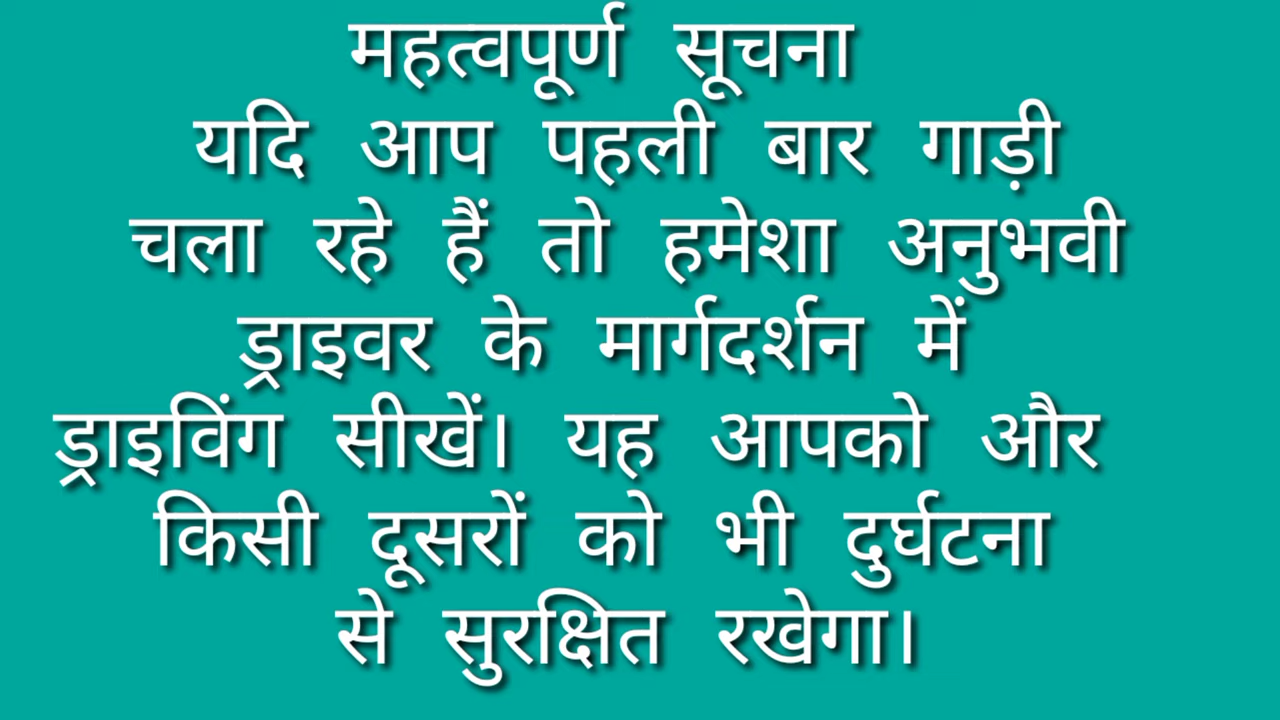 महत्वपूर्ण सूचना
यदि आप पहली बार गाड़ी
चला रहे हैं तो हमेशा अनुभवी
ड्राइवर के मार्गदर्शन में
ड्राइविंग सीखें। यह आपको और
किसी दूसरों को भी दुर्घटना
से सुरक्षित रखेगा।